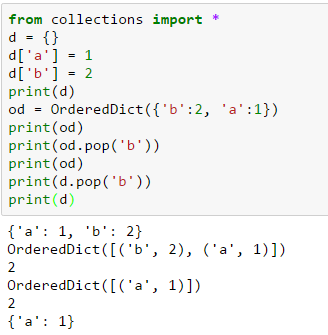 from collections import *
d = {}
d['a'] = 1
d['b'] = 2
print(d)
od = OrderedDict({'b':2, 'a':1})
print(od)
print(od.pop('b'))
print(od)
print(d.pop('b'))
print(d)
{'a': 1, 'b': 2}
OrderedDict([('b', 2), ('a', 1)])
2
OrderedDict([('a', 1)])
2
{'a': 1}